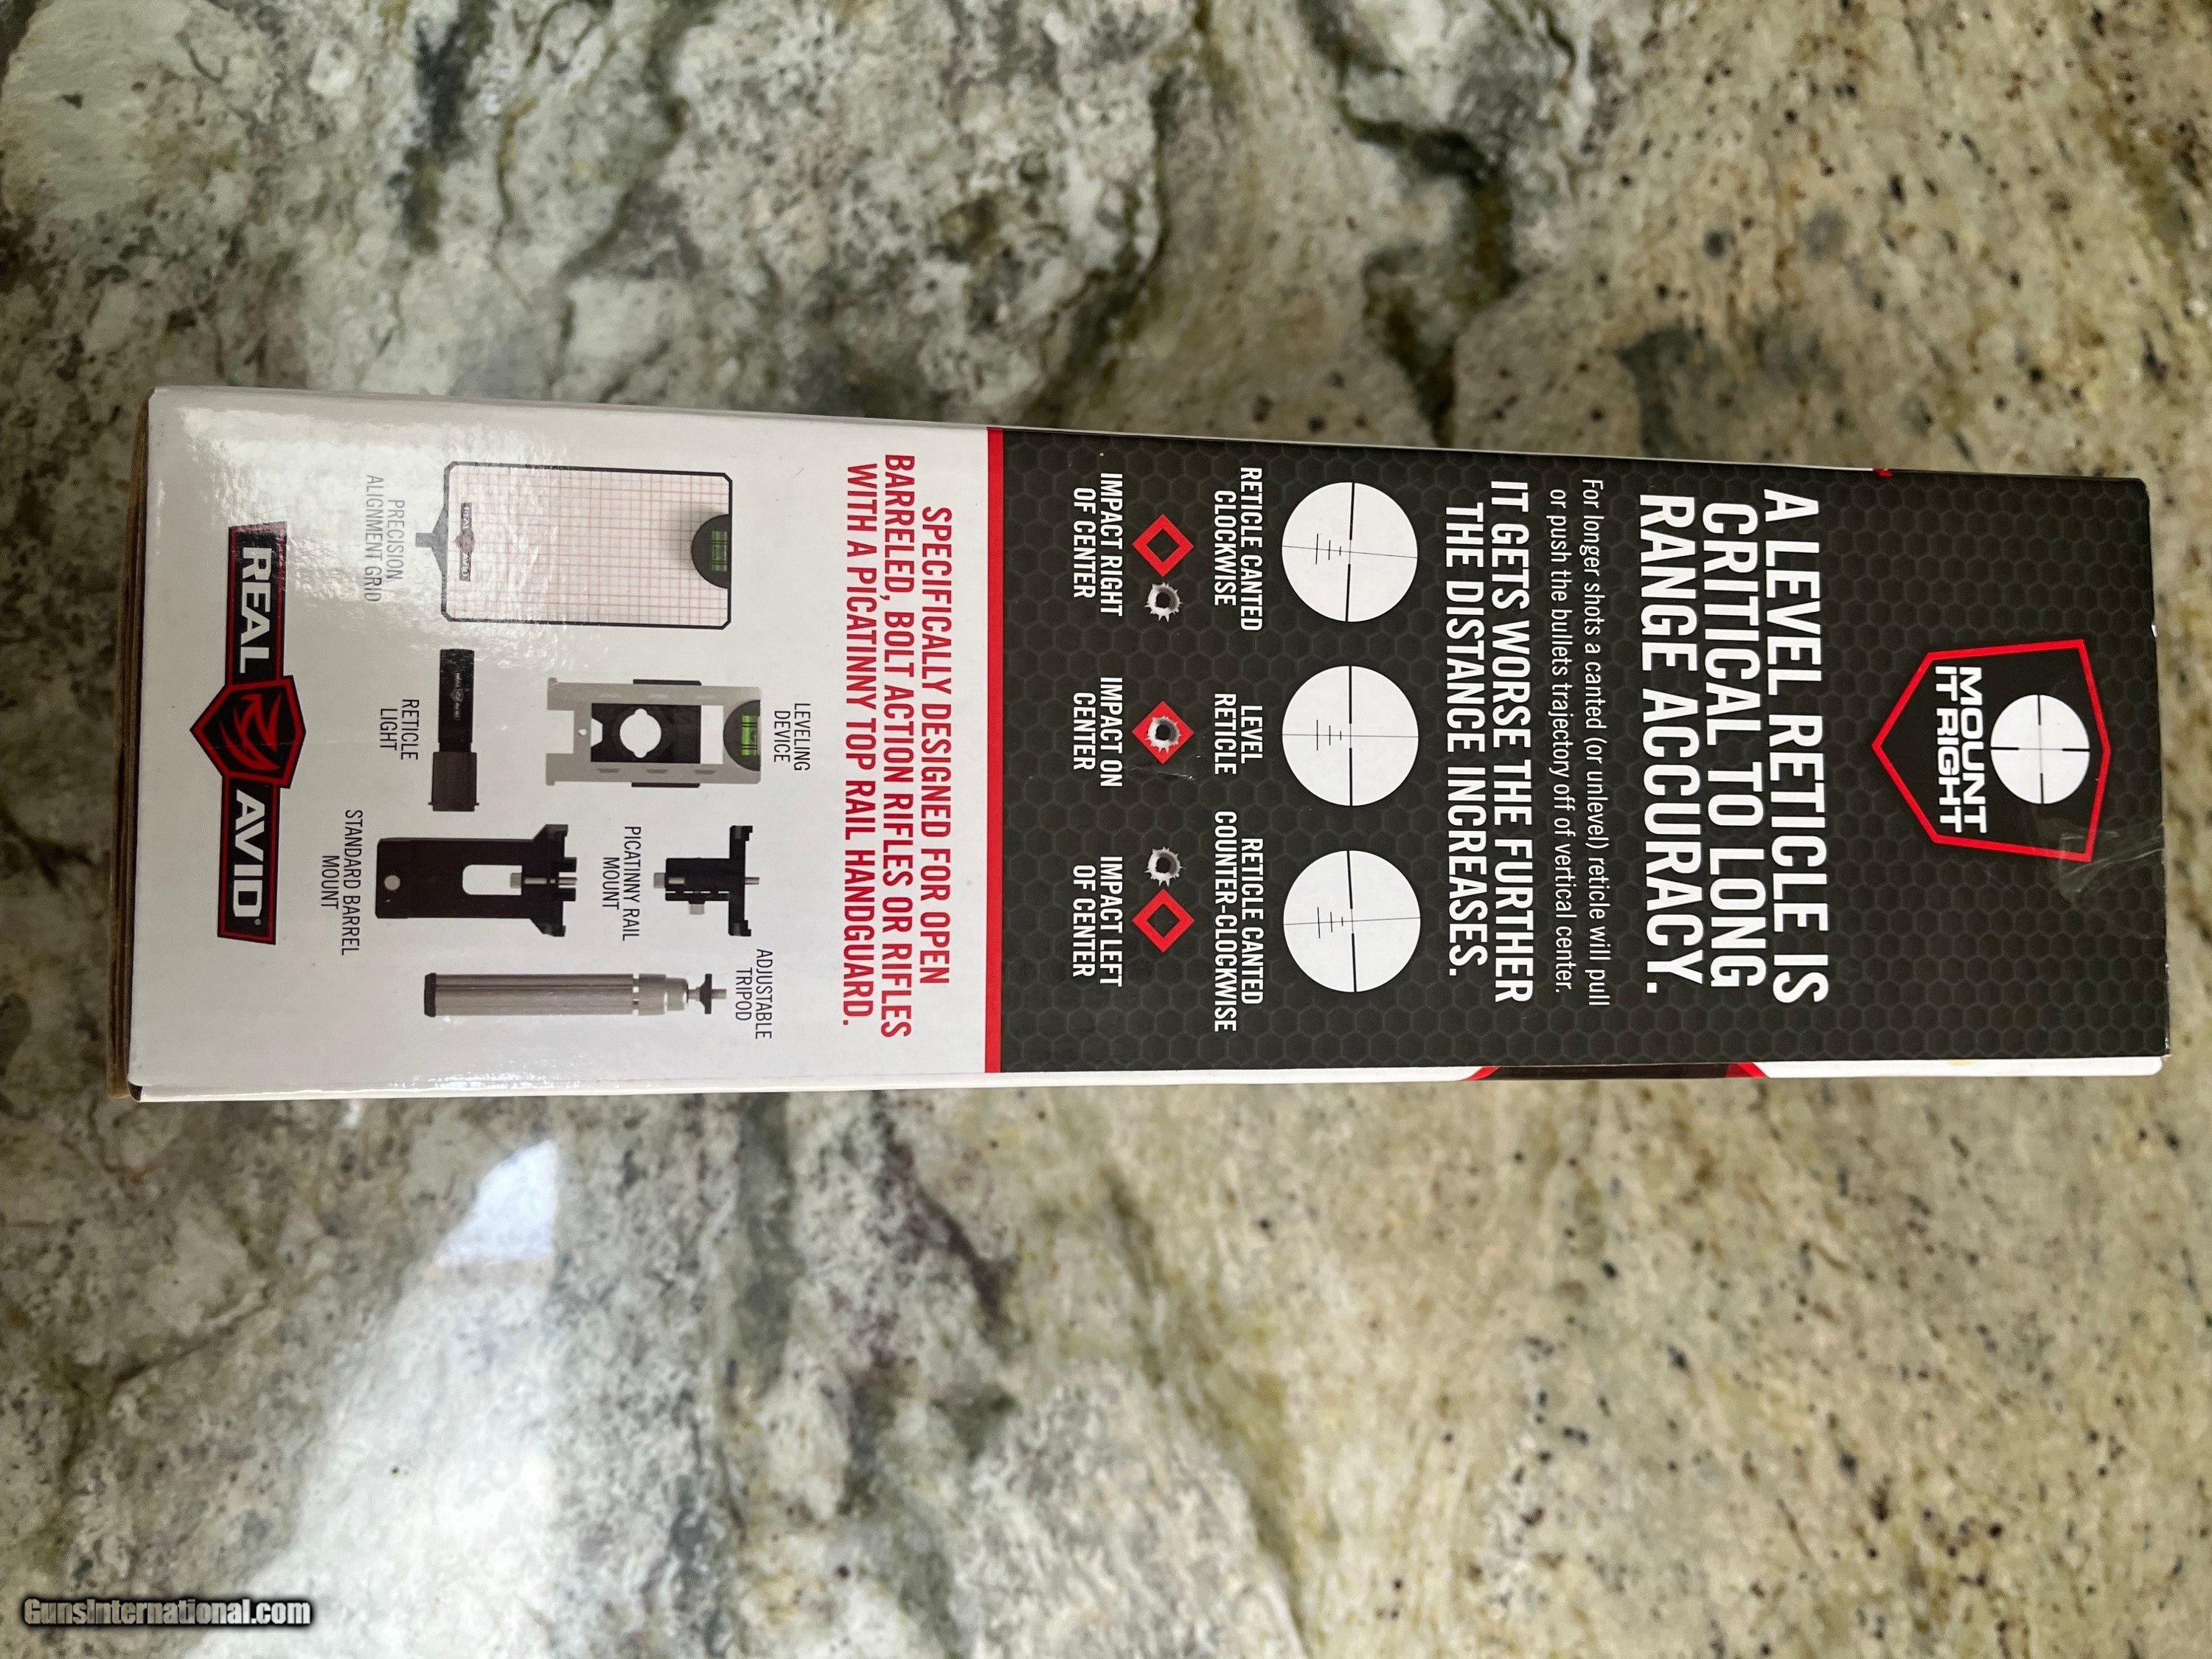 MOUNT
IT RIGHT
A LEVEL RETICLE IS
CRITICAL TO LONG
RANGE ACCURACY.
For longer shots a canted (or unlevel) reticle will pull
or push the bullets trajectory off of vertical center.
IT GETS WORSE THE FURTHER
THE DISTANCE INCREASES.
RETICLE CANTED
CLOCKWISE
LEVEL
RETICLE
RETICLE CANTED
COUNTER-CLOCKWISE
IMPACT RIGHT
OF CENTER
IMPACT ON
CENTER
IMPACT LEFT
OF CENTER
SPECIFICALLY DESIGNED FOR OPEN
BARRELED, BOLT ACTION RIFLES OR RIFLES
WITH A PICATINNY TOP RAIL HANDGUARD.
LEVELING
DEVICE
ADJUSTABLE
TRIPOD
PICATINNY RAIL
MOUNT
REAL AVID
PRECISION
ALIGNMENT GRID
RETICLE
LIGHT
STANDARD BARREL
MOUNT
REAL AVID®
GunsInternational.com